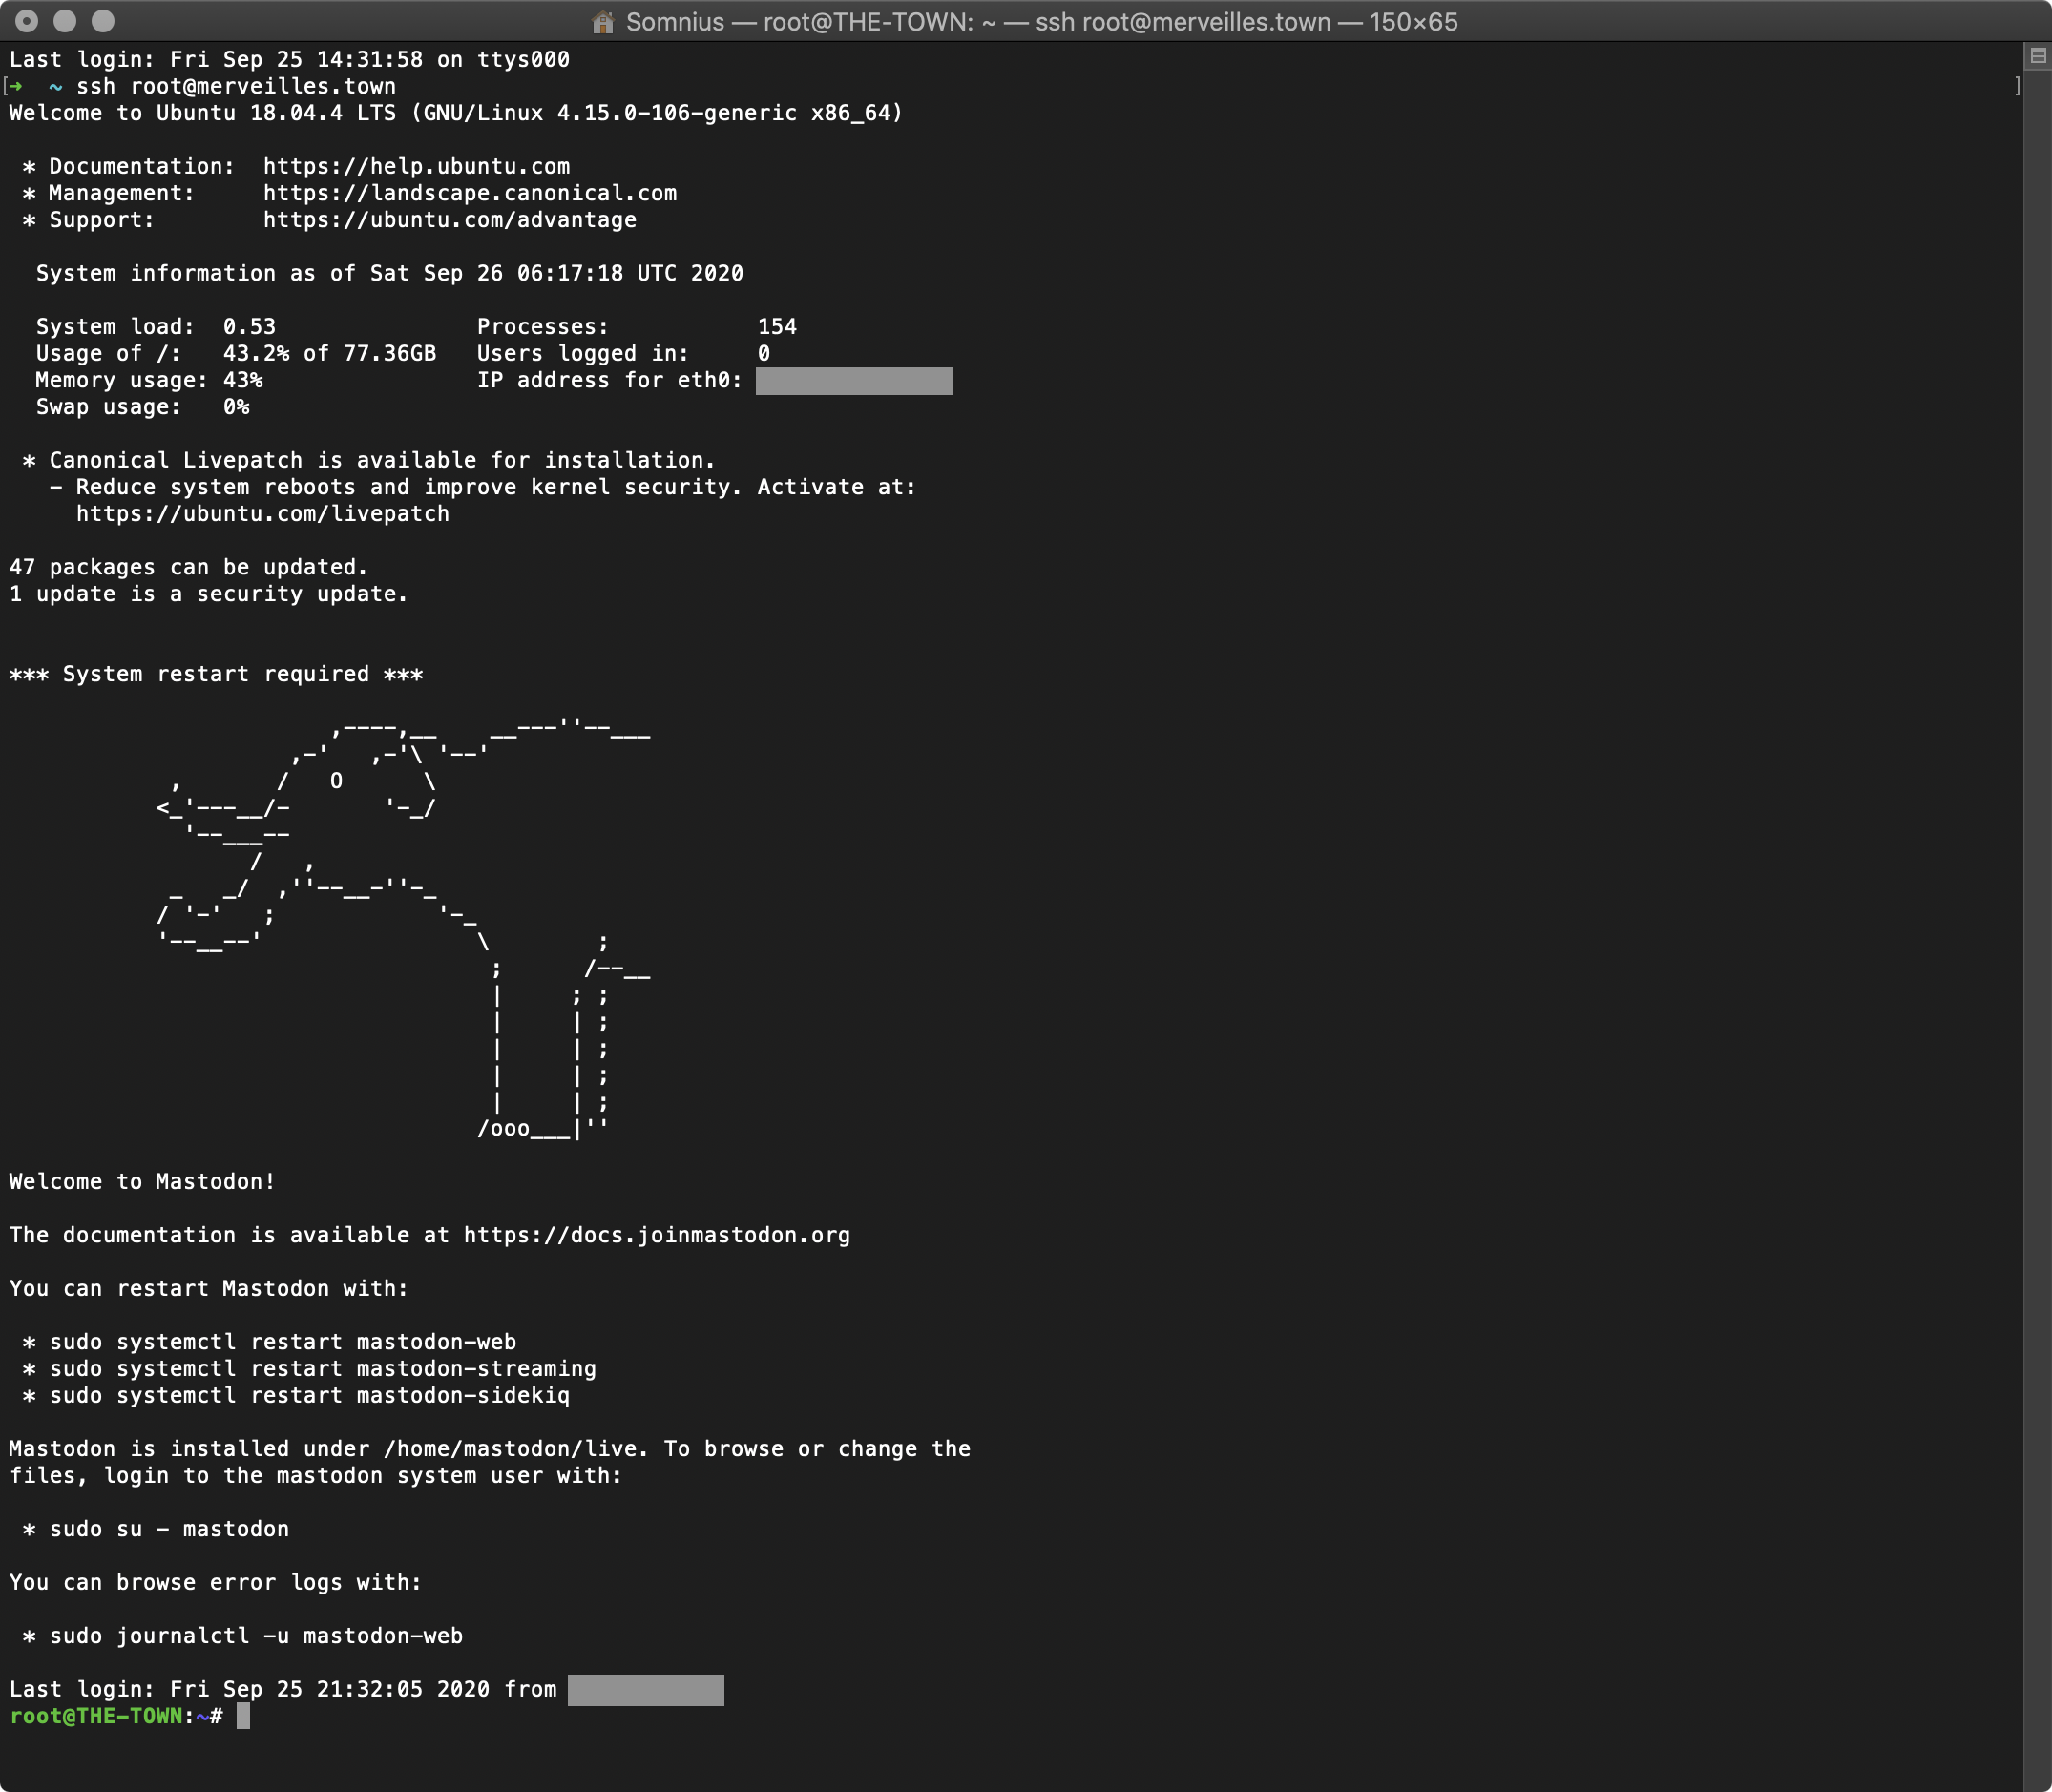 Somnius — root@THE-TOWN: ~ — ssh root@merveilles.town — 150×65
Last login: Fri Sep 25 14:31:58 on ttys000
[➜  ~ ssh root@merveilles.town ]
Welcome to Ubuntu 18.04.4 LTS (GNU/Linux 4.15.0-106-generic x86_64)

 * Documentation:  https://help.ubuntu.com
 * Management:     https://landscape.canonical.com
 * Support:        https://ubuntu.com/advantage

  System information as of Sat Sep 26 06:17:18 UTC 2020

  System load:  0.53               Processes:           154
  Usage of /:   43.2% of 77.36GB   Users logged in:     0
  Memory usage: 43%                IP address for eth0:
  Swap usage:   0%

 * Canonical Livepatch is available for installation.
   - Reduce system reboots and improve kernel security. Activate at:
     https://ubuntu.com/livepatch

47 packages can be updated.
1 update is a security update.

*** System restart required ***

                        ,----,__    __---''--___
                     ,-'   ,-'\ '--'
            ,       /   O      \
           <_'---__/-       '-_/
             '--___--
                  /   ,
            _   _/  ,''--__-''-_
           / '-'   ;            '-_
           '--__--'                \        ;
                                    ;      /--__
                                    |     ; ;
                                    |     | ;
                                    |     | ;
                                    |     | ;
                                    |     | ;
                                   /ooo___|''

Welcome to Mastodon!

The documentation is available at https://docs.joinmastodon.org

You can restart Mastodon with:

 * sudo systemctl restart mastodon-web
 * sudo systemctl restart mastodon-streaming
 * sudo systemctl restart mastodon-sidekiq

Mastodon is installed under /home/mastodon/live. To browse or change the
files, login to the mastodon system user with:

 * sudo su - mastodon

You can browse error logs with:

 * sudo journalctl -u mastodon-web

Last login: Fri Sep 25 21:32:05 2020 from
root@THE-TOWN:~#